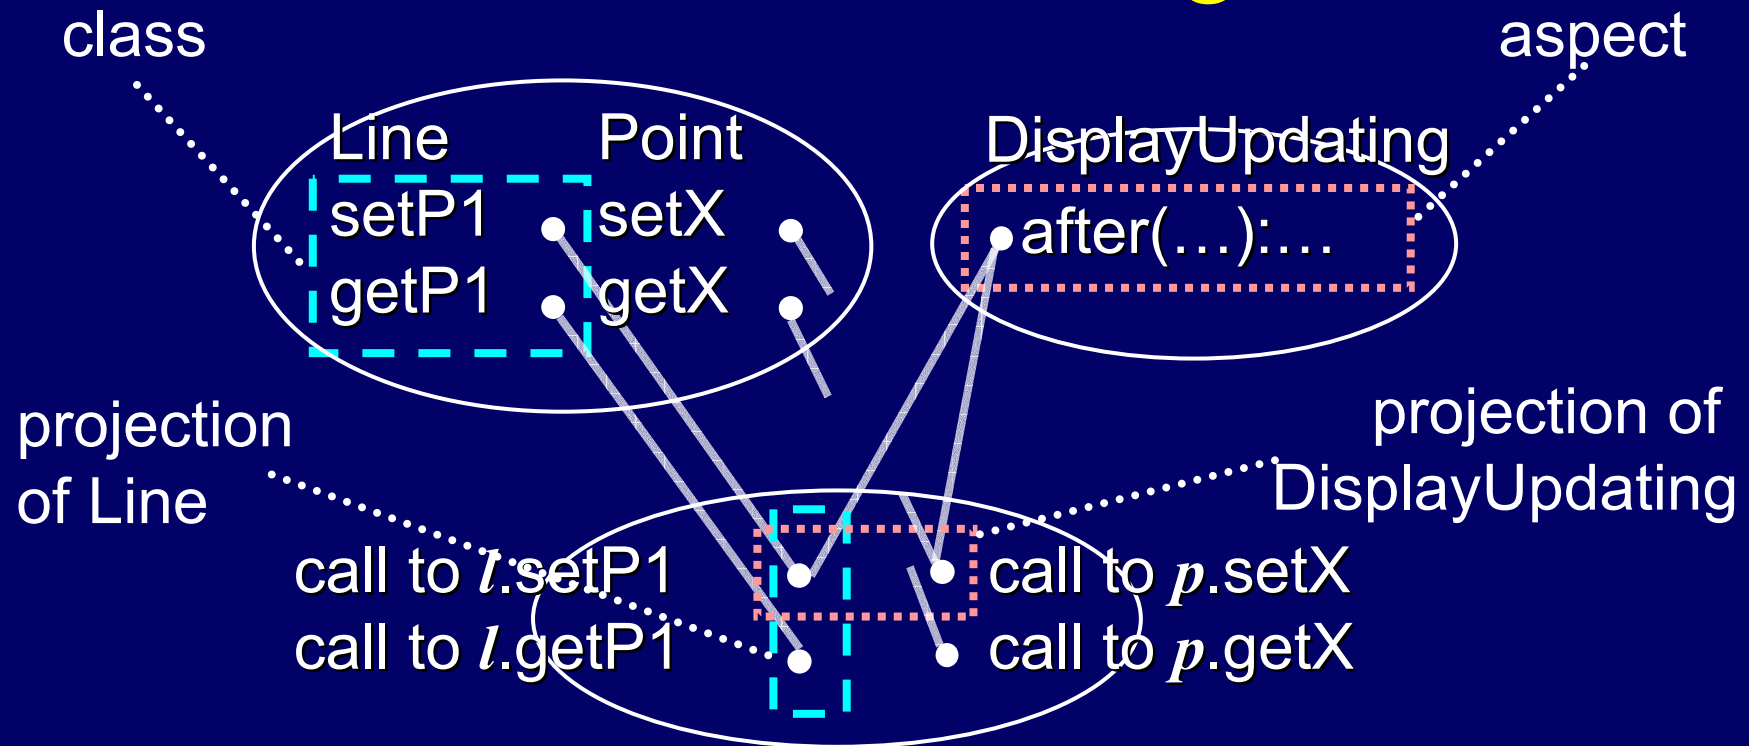 class
aspect
Line Point
DisplayUpdating
setP1 setX
after(…):…
getP1 getX
projection
of Line
projection of
DisplayUpdating
call to l.setP1
call to p.setX
call to l.getP1
call to p.getX